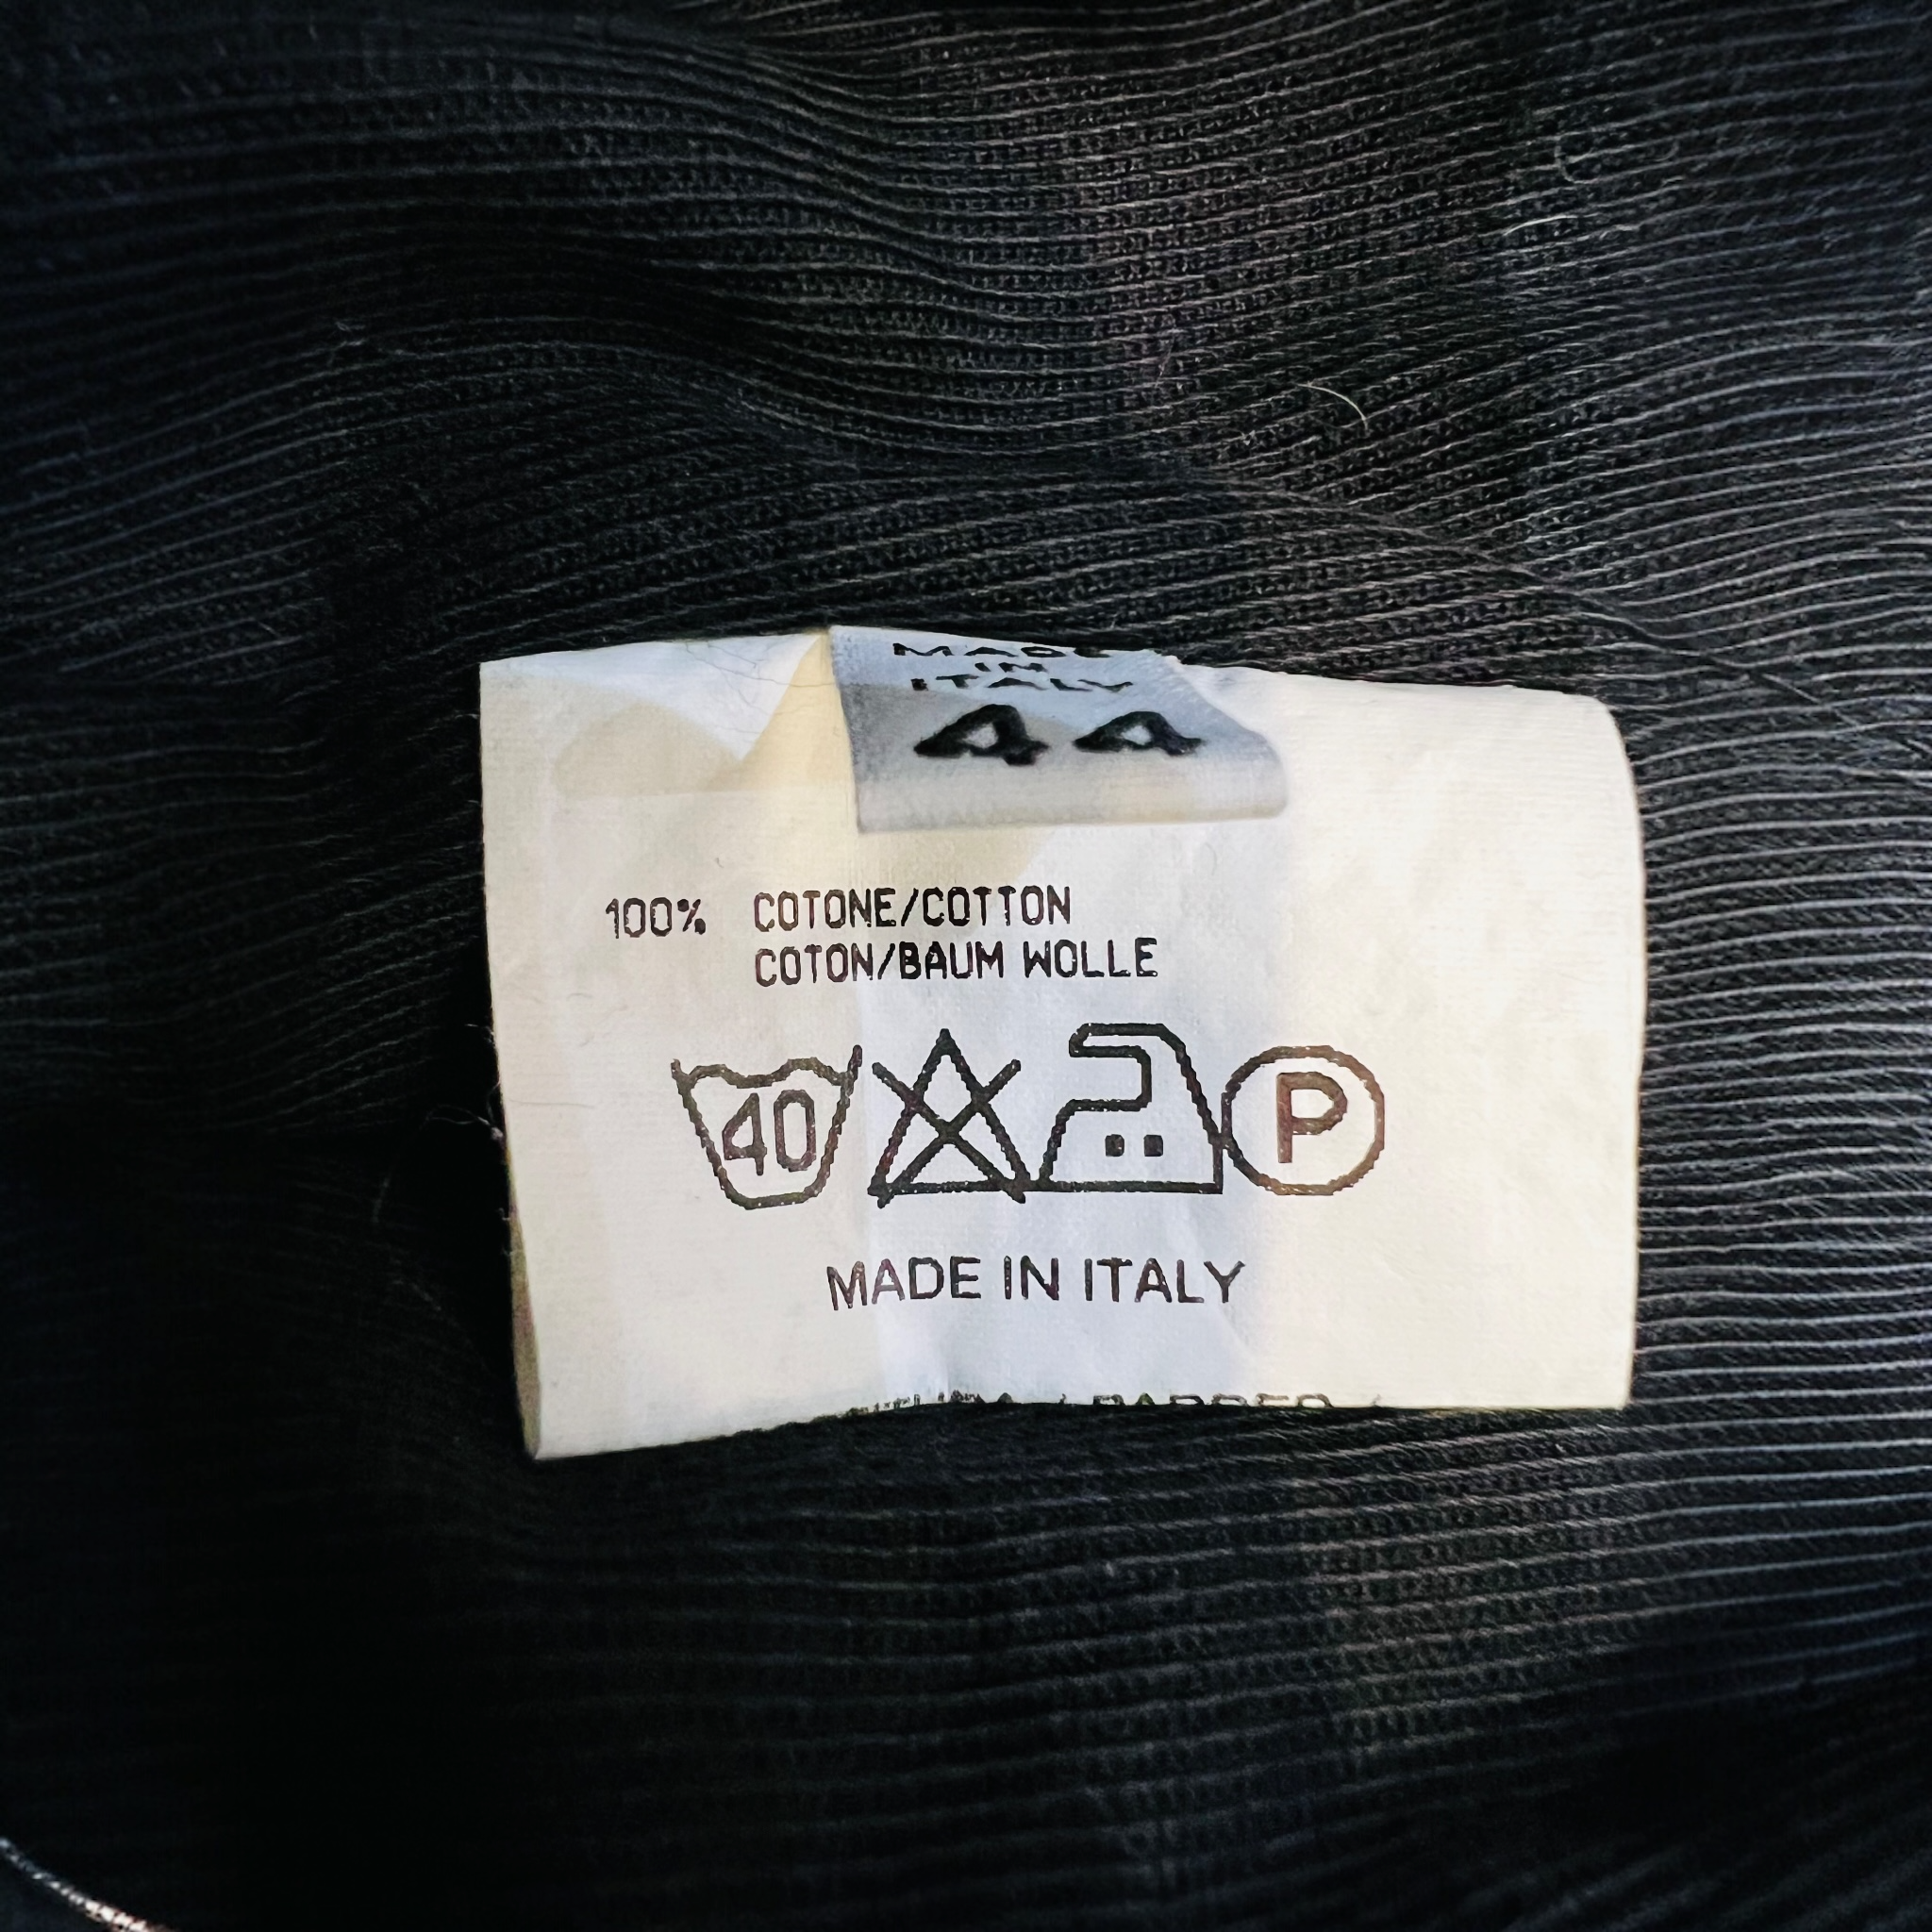 MADE
IN
ITALY
44
100% COTONE/COTTON
COTON/BAUM WOLLE
40
P
MADE IN ITALY